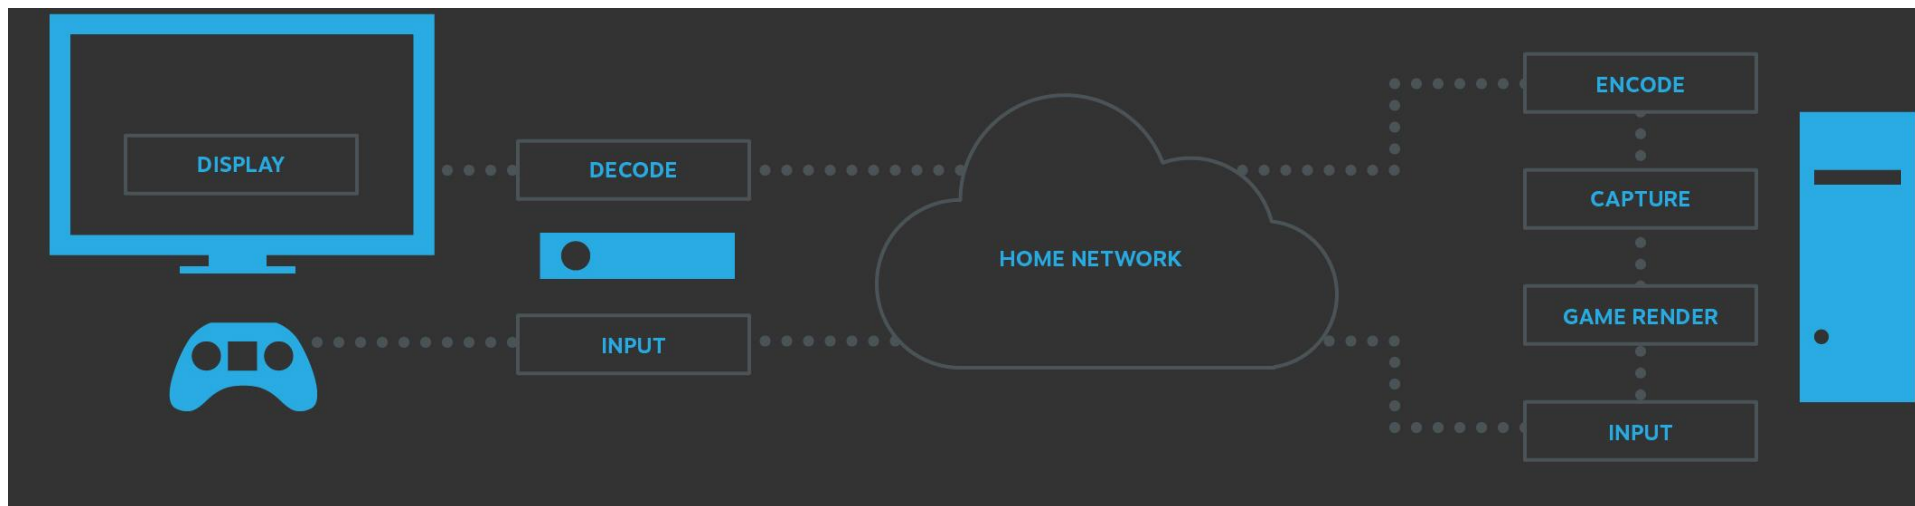 DISPLAY
DECODE
INPUT
HOME NETWORK
ENCODE
CAPTURE
GAME RENDER
INPUT